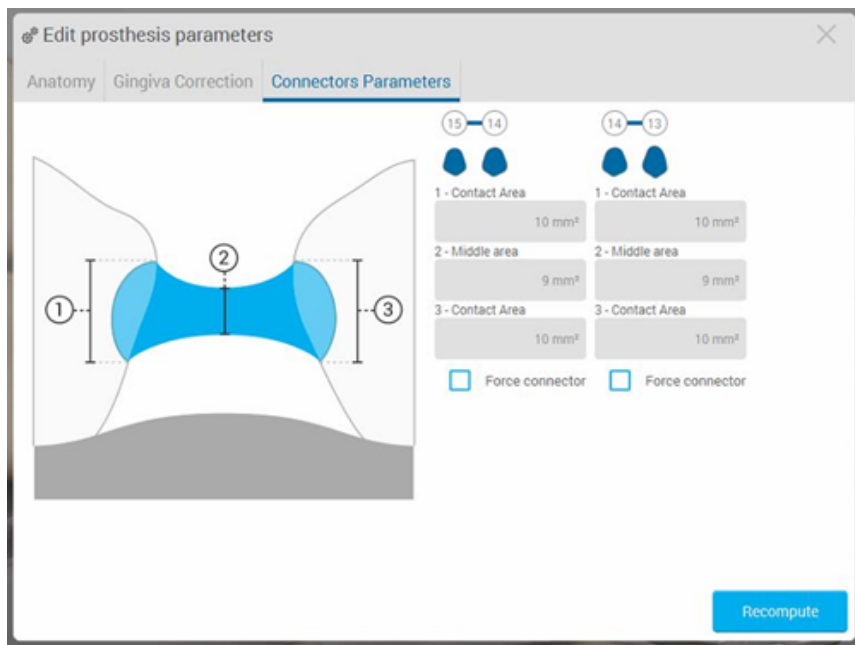 Edit prosthesis parameters
Anatomy Gingiva Correction Connectors Parameters
15 14 14 13
1 - Contact Area 1 - Contact Area
10 mm² 10 mm²
2 - Middle area 2 - Middle area
9 mm² 9 mm²
3 - Contact Area 3 - Contact Area
10 mm² 10 mm²
Force connector Force connector
1 2 3
Recompute